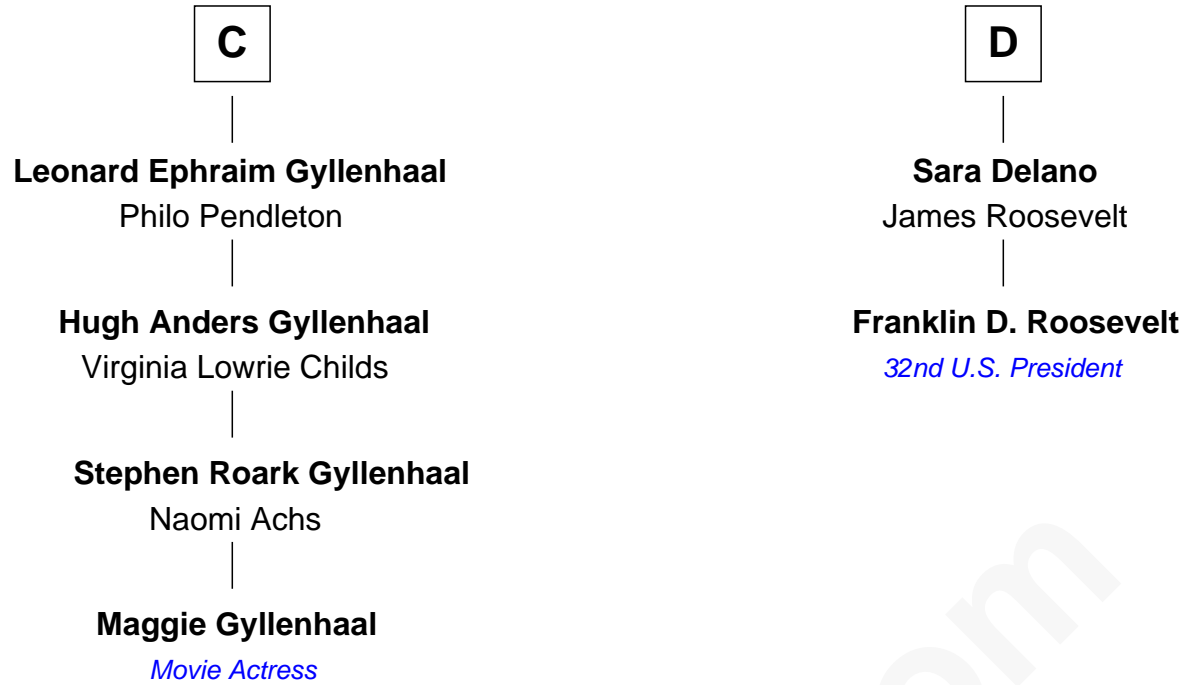 C
Leonard Ephraim Gyllenhaal
Philo Pendleton
Hugh Anders Gyllenhaal
Virginia Lowrie Childs
Stephen Roark Gyllenhaal
Naomi Achs
Maggie Gyllenhaal
Movie Actress
D
Sara Delano
James Roosevelt
Franklin D. Roosevelt
32nd U.S. President
om